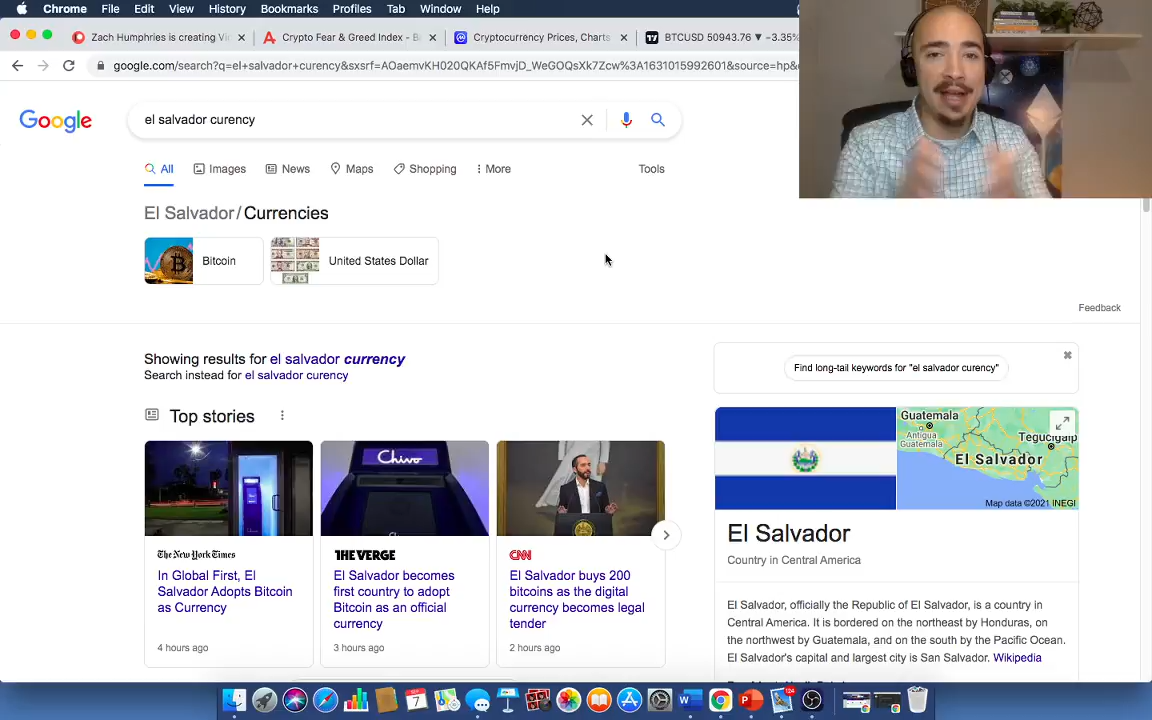 Chrome File Edit View History Bookmarks Profiles Tab Window Help
Zach Humphries is creating Vi
Crypto Fear & Greed Index - B
Cryptocurrency Prices, Charts
BTCUSD 50943.76 ▼ −3.35%
google.com/search?q=el+salvador+curency&sxsrf=AOaemvKH020QKAf5FmvjD_WeGOQsXk7Zcw%3A1631015992601&source=hp&
Google
el salvador curency
All Images News Maps Shopping More Tools
El Salvador/Currencies
Bitcoin
United States Dollar
Feedback
Showing results for el salvador currency
Search instead for el salvador curency
Find long-tail keywords for "el salvador curency"
Top stories
Chivo
The New York Times
In Global First, El
Salvador Adopts Bitcoin
as Currency
4 hours ago
THE VERGE
El Salvador becomes
first country to adopt
Bitcoin as an official
currency
3 hours ago
CNN
El Salvador buys 200
bitcoins as the digital
currency becomes legal
tender
2 hours ago
Guatemala
Antigua
Guatemala
Tegucigalp
El Salvador
Map data ©2021 INEGI
El Salvador
Country in Central America
El Salvador, officially the Republic of El Salvador, is a country in
Central America. It is bordered on the northeast by Honduras, on
the northwest by Guatemala, and on the south by the Pacific Ocean.
El Salvador's capital and largest city is San Salvador. Wikipedia
7
124